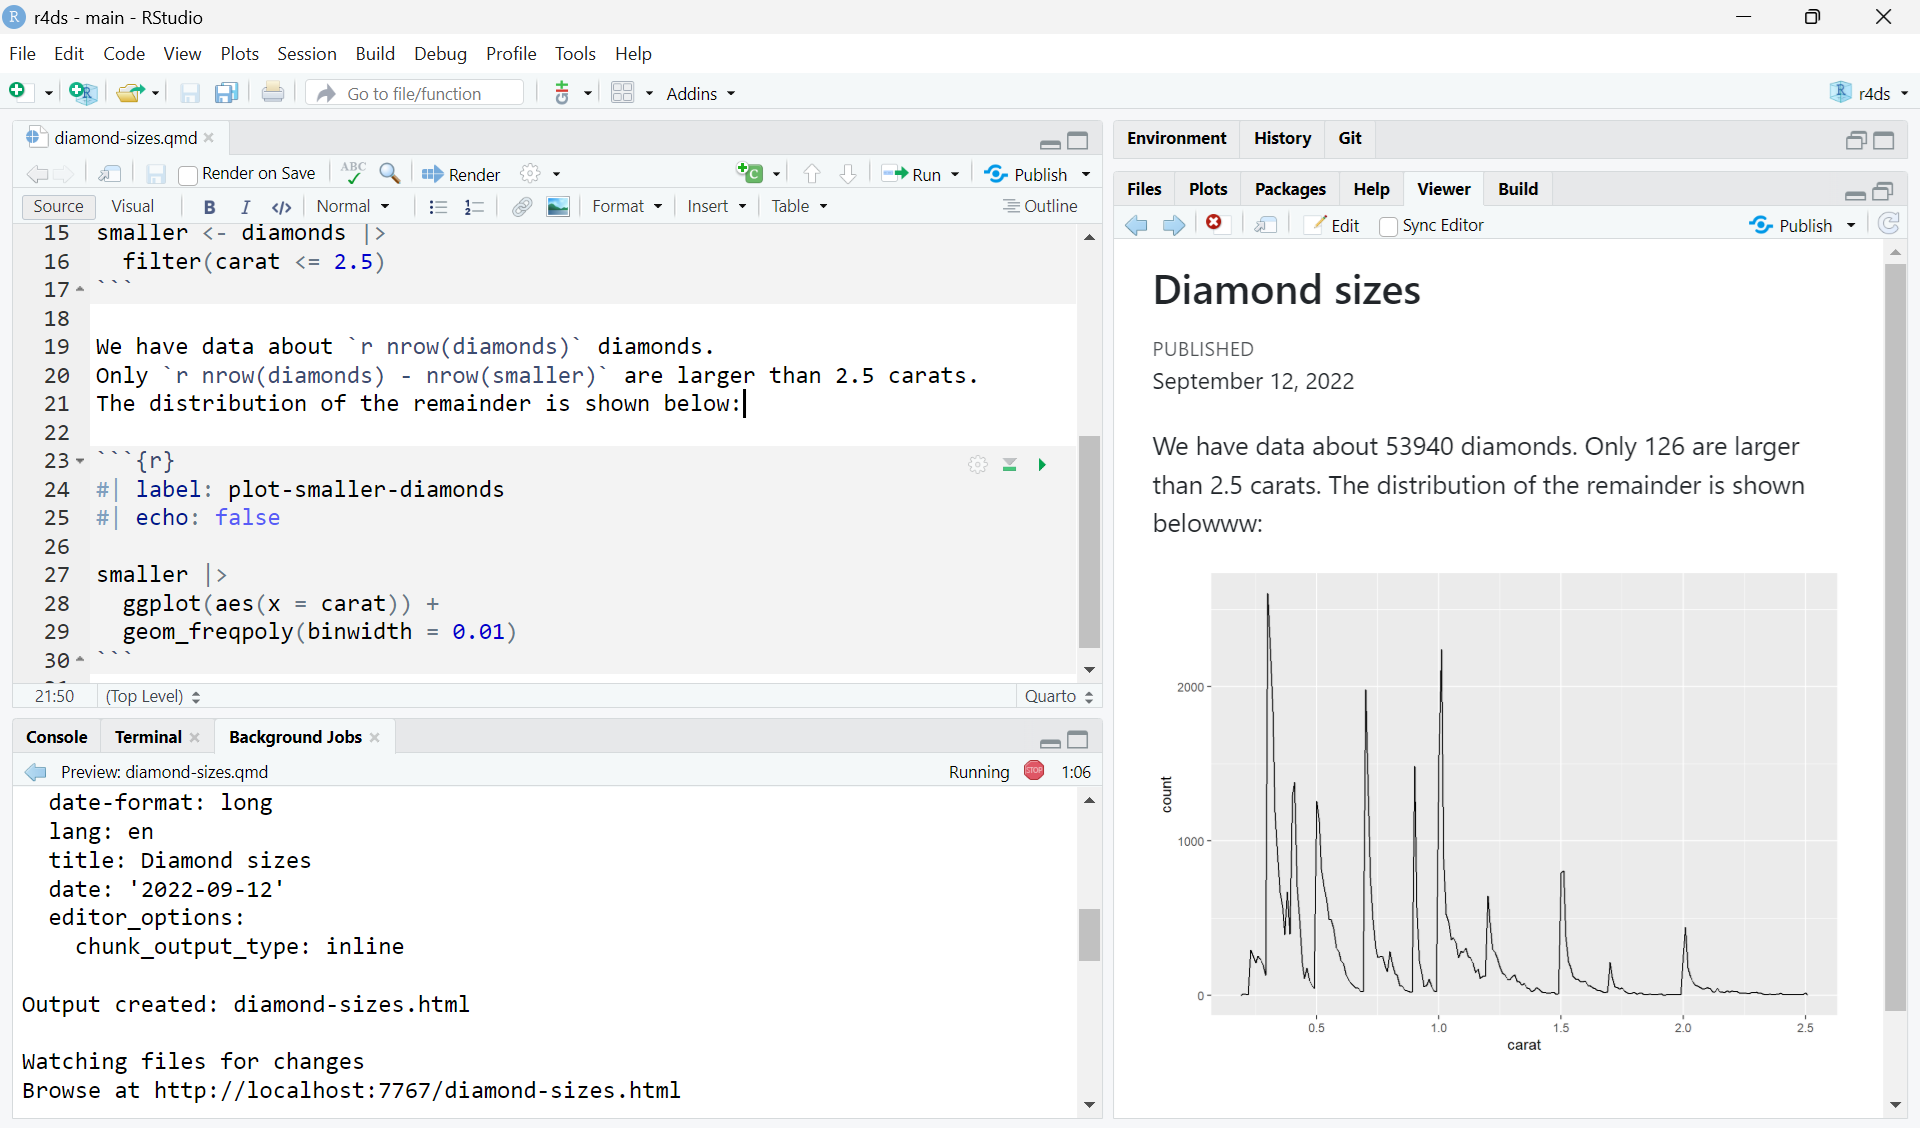 r4ds - main - RStudio
File Edit Code View Plots Session Build Debug Profile Tools Help
Go to file/function Addins r4ds
diamond-sizes.qmd
Render on Save ABC Render Run Publish
Source Visual B I </> Normal Format Insert Table Outline
15 smaller <- diamonds |>
16 filter(carat <= 2.5)
17 ```
18
19 We have data about `r nrow(diamonds)` diamonds.
20 Only `r nrow(diamonds) - nrow(smaller)` are larger than 2.5 carats.
21 The distribution of the remainder is shown below:
22
23 ```{r}
24 #| label: plot-smaller-diamonds
25 #| echo: false
26
27 smaller |>
28 ggplot(aes(x = carat)) +
29 geom_freqpoly(binwidth = 0.01)
30 ```
21:50 (Top Level) Quarto
Console Terminal Background Jobs
Preview: diamond-sizes.qmd Running STOP 1:06
date-format: long
lang: en
title: Diamond sizes
date: '2022-09-12'
editor_options:
chunk_output_type: inline
Output created: diamond-sizes.html
Watching files for changes
Browse at http://localhost:7767/diamond-sizes.html
Environment History Git
Files Plots Packages Help Viewer Build
Edit Sync Editor Publish
Diamond sizes
PUBLISHED
September 12, 2022
We have data about 53940 diamonds. Only 126 are larger
than 2.5 carats. The distribution of the remainder is shown
belowww:
2000
1000
0
count
0.5 1.0 1.5 2.0 2.5
carat